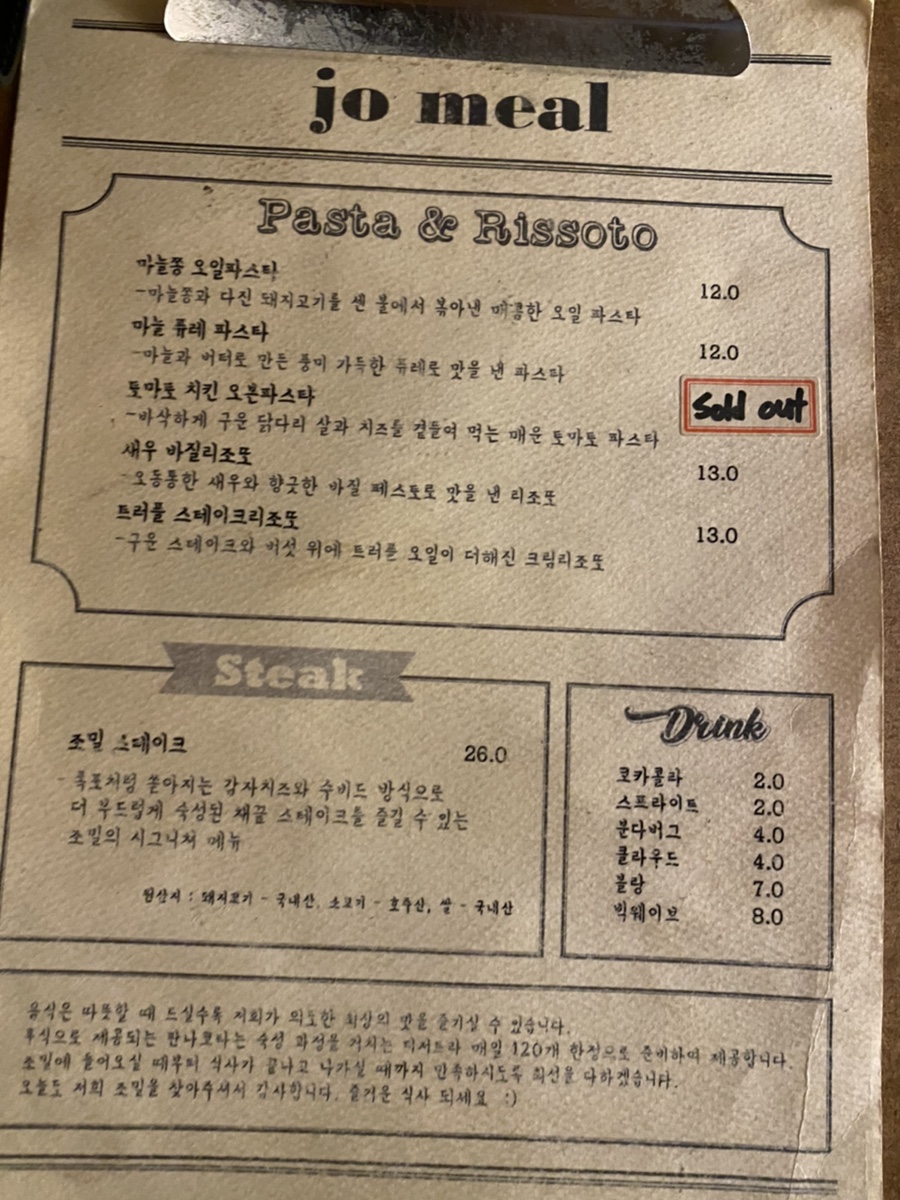 jo meal
Pasta & Rissoto
마늘쫑 오일파스타
12.0
-마늘쫑과 다진 돼지고기를 센 불에서 볶아낸 매콤한 오일 파스타
마늘 퓨레 파스타
12.0
-마늘과 버터로 만든 풍미 가득한 퓨레로 맛을 낸 파스타
토마토 치킨 오븐파스타
Sold out
-바삭하게 구운 닭다리 살과 치즈를 곁들여 먹는 매운 토마토 파스타
새우 바질리조또
13.0
-오동통한 새우와 향긋한 바질 페스토로 맛을 낸 리조또
트러플 스테이크리조또
13.0
-구운 스테이크와 버섯 위에 트러플 오일이 더해진 크림리조또
Steak
조밀 스테이크
26.0
- 폭포처럼 쏟아지는 감자치즈와 수비드 방식으로
더 부드럽게 숙성된 채끝 스테이크를 즐길 수 있는
조밀의 시그니처 메뉴
원산지 : 돼지고기 - 국내산, 소고기 - 호주산, 쌀 - 국내산
Drink
코카콜라 2.0
스프라이트 2.0
분다버그 4.0
클라우드 4.0
블랑 7.0
빅웨이브 8.0
음식은 따뜻할 때 드실수록 저희가 의도한 최상의 맛을 즐기실 수 있습니다.
후식으로 제공되는 판나코타는 숙성 과정을 거치는 디저트라 매일 120개 한정으로 준비하여 제공합니다.
조밀에 들어오실 때부터 식사가 끝나고 나가실 때까지 만족하시도록 최선을 다하겠습니다.
오늘도 저희 조밀을 찾아주셔서 감사합니다. 즐거운 식사 되세요 :)